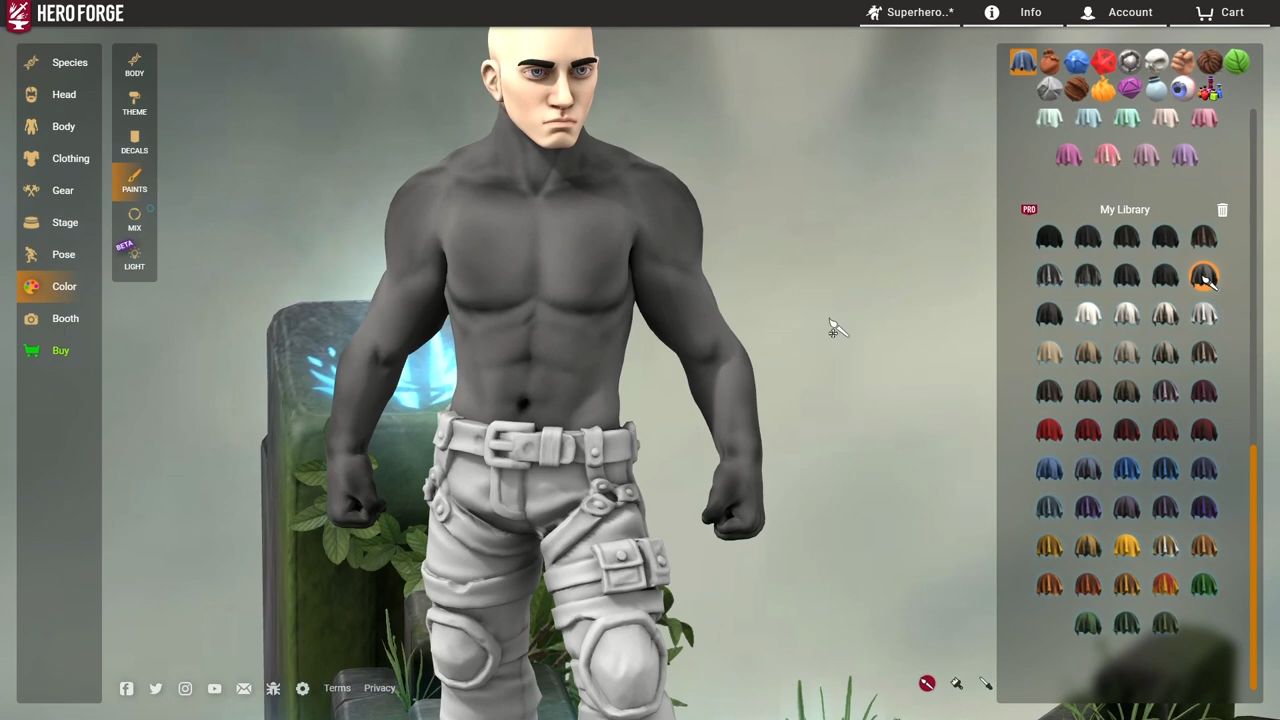 HERO FORGE
Superhero..*
Info
Account
Cart
Species
Head
Body
Clothing
Gear
Stage
Pose
Color
Booth
Buy
BODY
THEME
DECALS
PAINTS
MIX
BETA
LIGHT
PRO
My Library
Terms
Privacy